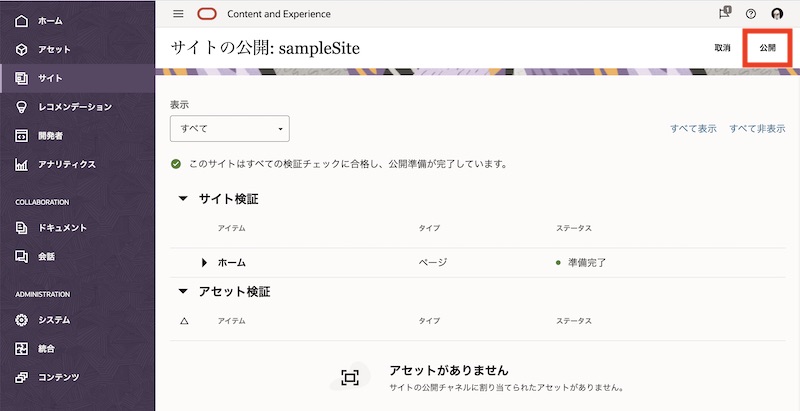 Content and Experience
1
ホーム
アセット
サイト
レコメンデーション
開発者
アナリティクス
COLLABORATION
ドキュメント
会話
ADMINISTRATION
システム
統合
コンテンツ
サイトの公開: sampleSite
取消
公開
表示
すべて
すべて表示
すべて非表示
このサイトはすべての検証チェックに合格し、公開準備が完了しています。
サイト検証
アイテム タイプ ステータス
ホーム ページ 準備完了
アセット検証
アイテム タイプ ステータス
アセットがありません
サイトの公開チャネルに割り当てられたアセットがありません。